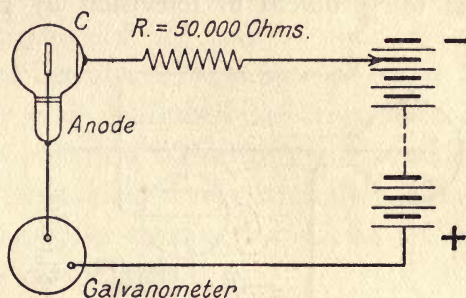 C
R. = 50.000 Ohms.
−
Anode
+
Galvanometer